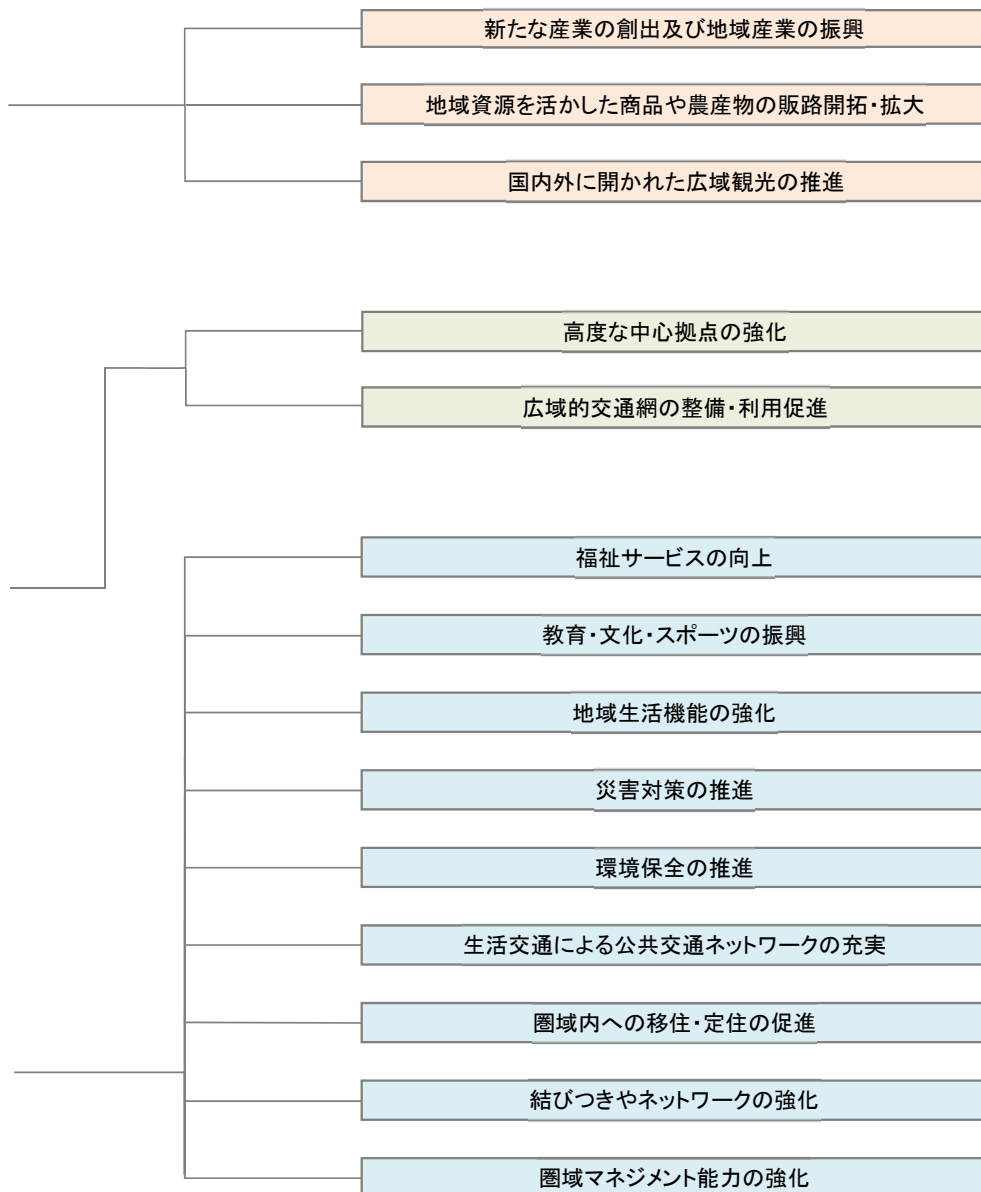 新たな産業の創出及び地域産業の振興
地域資源を活かした商品や農産物の販路開拓・拡大
国内外に開かれた広域観光の推進
高度な中心拠点の強化
広域的交通網の整備・利用促進
福祉サービスの向上
教育・文化・スポーツの振興
地域生活機能の強化
災害対策の推進
環境保全の推進
生活交通による公共交通ネットワークの充実
圏域内への移住・定住の促進
結びつきやネットワークの強化
圏域マネジメント能力の強化